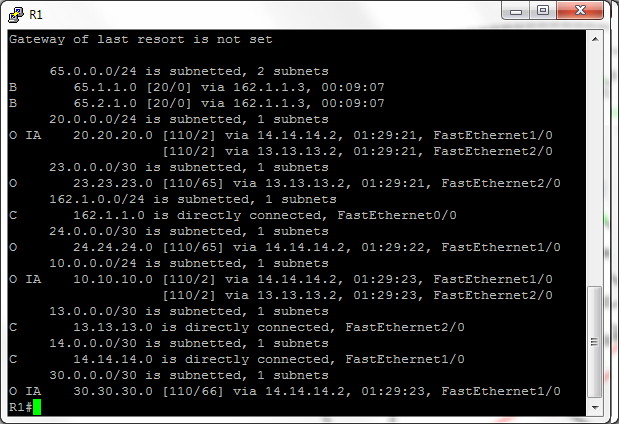 R1
Gateway of last resort is not set
65.0.0.0/24 is subnetted, 2 subnets
B 65.1.1.0 [20/0] via 162.1.1.3, 00:09:07
B 65.2.1.0 [20/0] via 162.1.1.3, 00:09:07
20.0.0.0/24 is subnetted, 1 subnets
O IA 20.20.20.0 [110/2] via 14.14.14.2, 01:29:21, FastEthernet1/0
[110/2] via 13.13.13.2, 01:29:21, FastEthernet2/0
23.0.0.0/30 is subnetted, 1 subnets
O 23.23.23.0 [110/65] via 13.13.13.2, 01:29:21, FastEthernet2/0
162.1.0.0/24 is subnetted, 1 subnets
C 162.1.1.0 is directly connected, FastEthernet0/0
24.0.0.0/30 is subnetted, 1 subnets
O 24.24.24.0 [110/65] via 14.14.14.2, 01:29:22, FastEthernet1/0
10.0.0.0/24 is subnetted, 1 subnets
O IA 10.10.10.0 [110/2] via 14.14.14.2, 01:29:23, FastEthernet1/0
[110/2] via 13.13.13.2, 01:29:23, FastEthernet2/0
13.0.0.0/30 is subnetted, 1 subnets
C 13.13.13.0 is directly connected, FastEthernet2/0
14.0.0.0/30 is subnetted, 1 subnets
C 14.14.14.0 is directly connected, FastEthernet1/0
30.0.0.0/30 is subnetted, 1 subnets
O IA 30.30.30.0 [110/66] via 14.14.14.2, 01:29:23, FastEthernet1/0
R1#